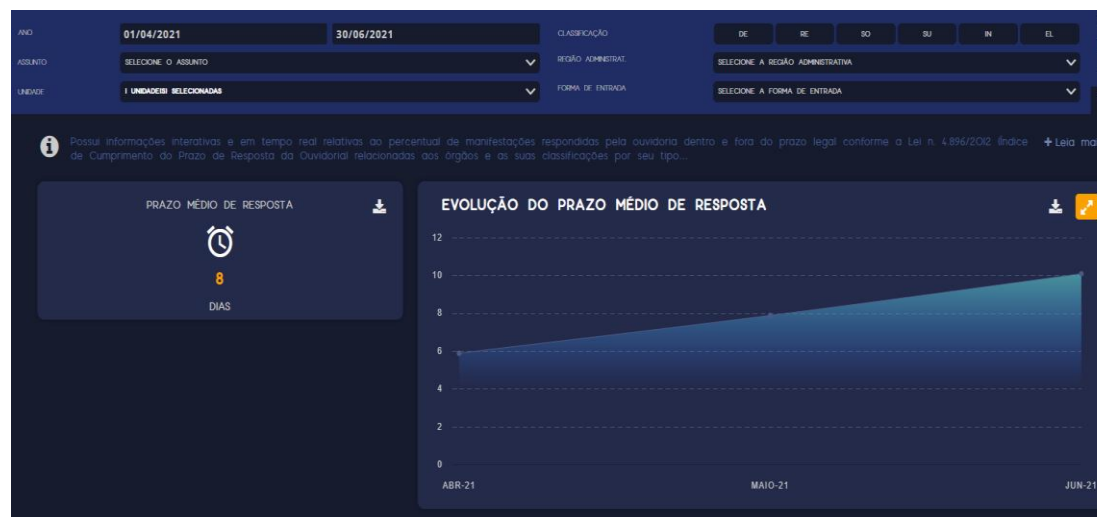 ANO
01/04/2021
30/06/2021
CLASSIFICAÇÃO
DE
RE
SO
SU
IN
EL
ASSUNTO
SELECIONE O ASSUNTO
REGIÃO ADMINISTRAT.
SELECIONE A REGIÃO ADMINISTRATIVA
UNIDADE
1 UNIDADE(S) SELECIONADAS
FORMA DE ENTRADA
SELECIONE A FORMA DE ENTRADA
Possui informações interativas e em tempo real relativas ao percentual de manifestações respondidas pela ouvidoria dentro e fora do prazo legal conforme a Lei n. 4.896/2012 (Índice
+ Leia ma
de Cumprimento do Prazo de Resposta da Ouvidoria) relacionadas aos órgãos e as suas classificações por seu tipo...
PRAZO MÉDIO DE RESPOSTA
8
DIAS
EVOLUÇÃO DO PRAZO MÉDIO DE RESPOSTA
12
10
8
6
4
2
0
ABR-21
MAIO-21
JUN-21